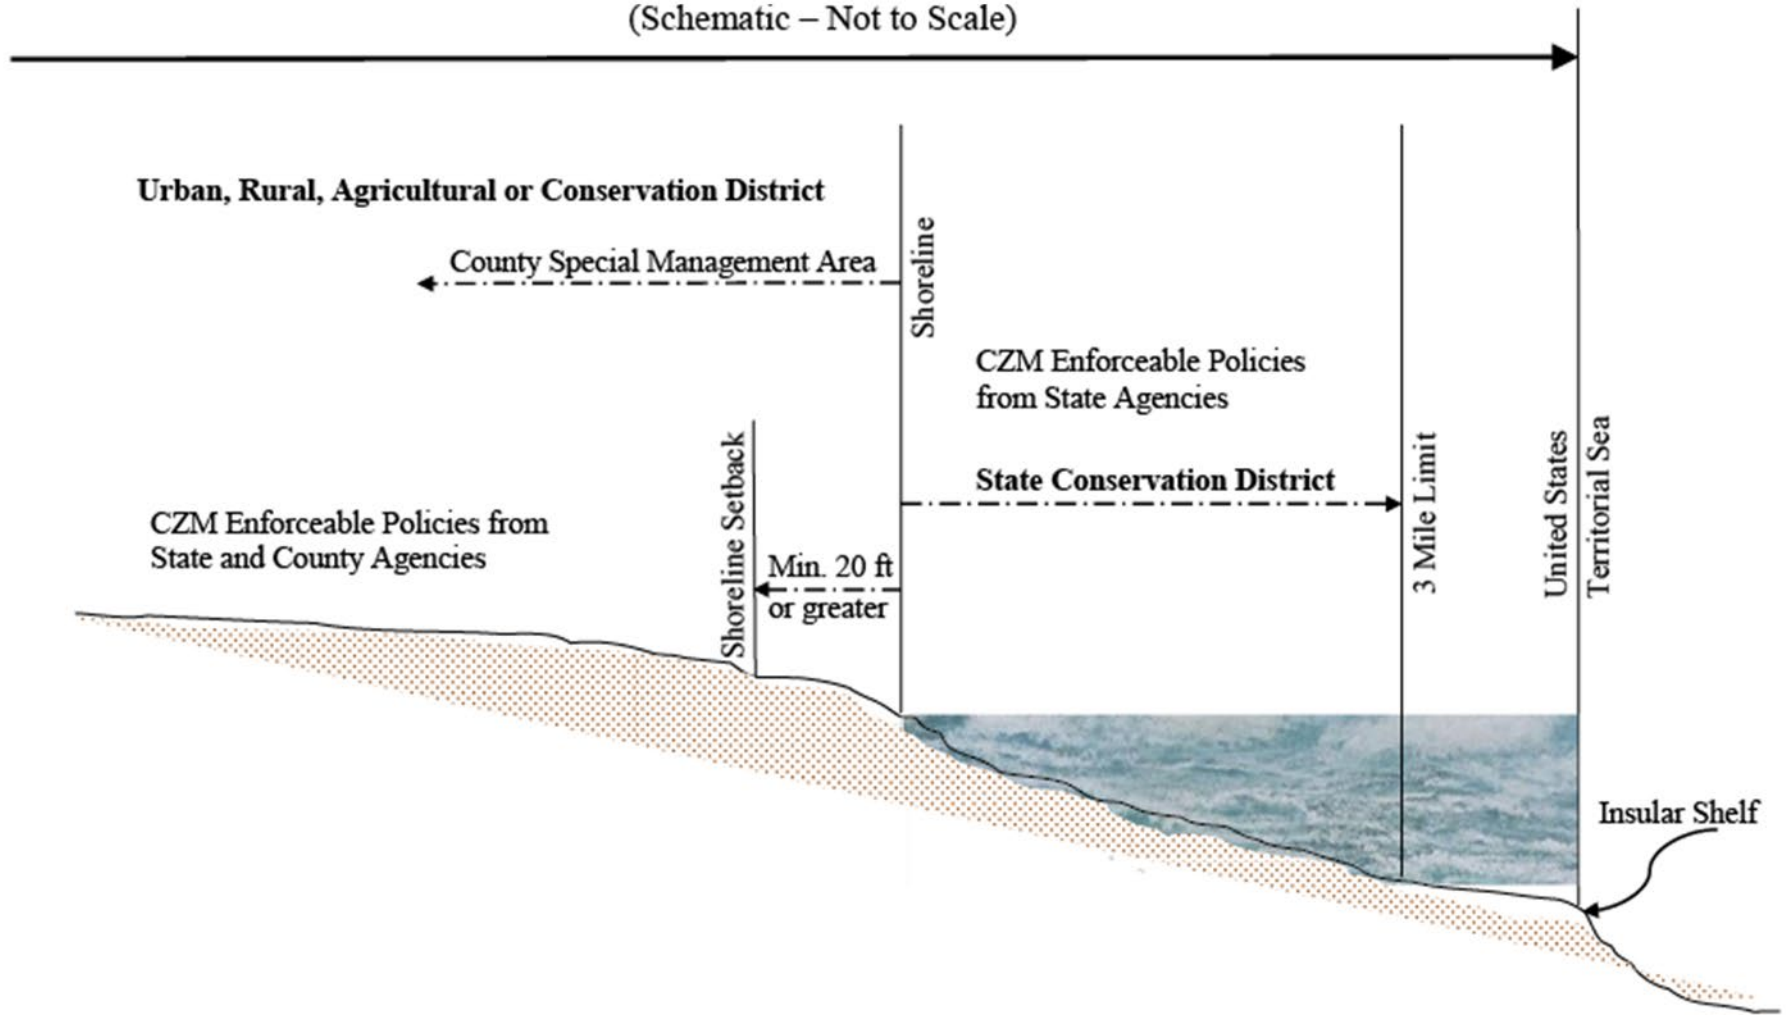 (Schematic – Not to Scale)
Urban, Rural, Agricultural or Conservation District
County Special Management Area
Shoreline
CZM Enforceable Policies
from State Agencies
State Conservation District
Shoreline Setback
3 Mile Limit
United States
Territorial Sea
CZM Enforceable Policies from
State and County Agencies
Min. 20 ft
or greater
Insular Shelf